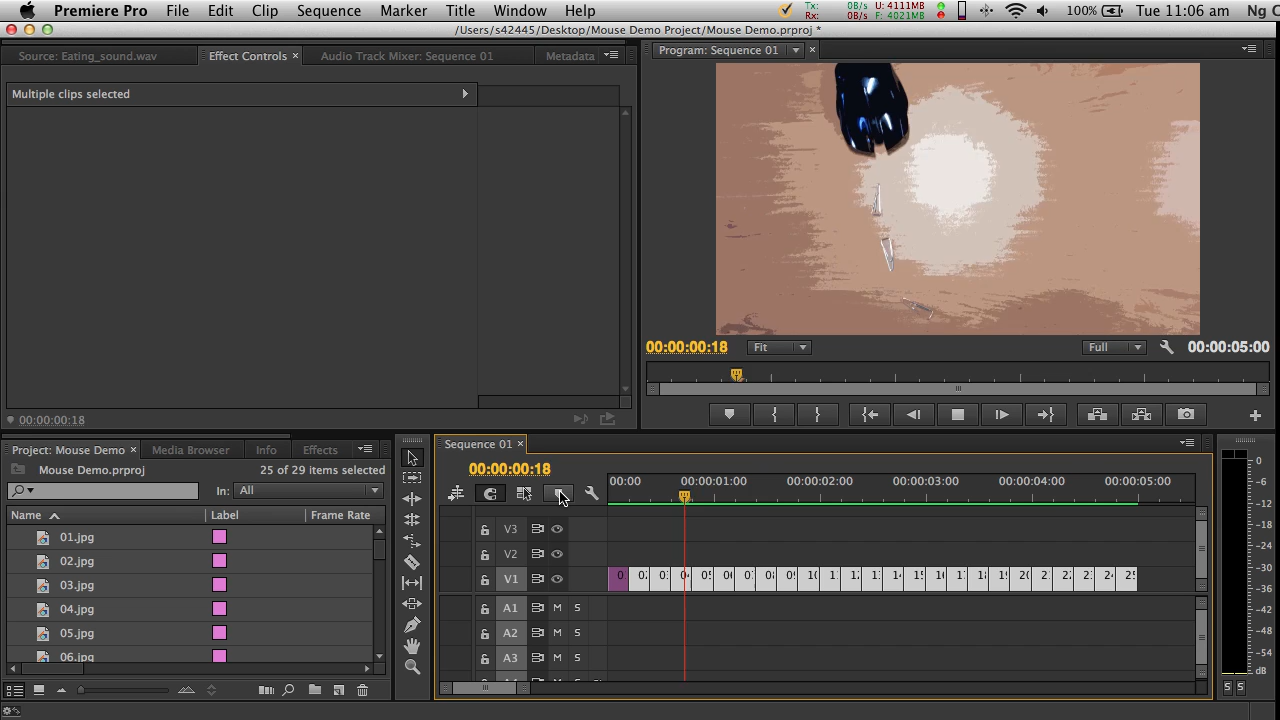 Premiere Pro File Edit Clip Sequence Marker Title Window Help Tx: 0B/s U: 4111MB Rx: 0B/s F: 4021MB 100% Tue 11:06 am Ng C
/Users/s42445/Desktop/Mouse Demo Project/Mouse Demo.prproj *
Source: Eating_sound.wav Effect Controls × Audio Track Mixer: Sequence 01 Metadata
Program: Sequence 01 ×
Multiple clips selected
00:00:00:18 Fit Full 00:00:05:00
00:00:00:18
Project: Mouse Demo × Media Browser Info Effects
Mouse Demo.prproj 25 of 29 items selected
In: All
Name Label Frame Rate
01.jpg
02.jpg
03.jpg
04.jpg
05.jpg
06.jpg
Sequence 01 ×
00:00:00:18
00:00 00:00:01:00 00:00:02:00 00:00:03:00 00:00:04:00 00:00:05:00
V3
V2
V1
A1 M S
A2 M S
A3 M S
0
-6
-12
-18
-24
-30
-36
-42
-48
-54
dB
S S